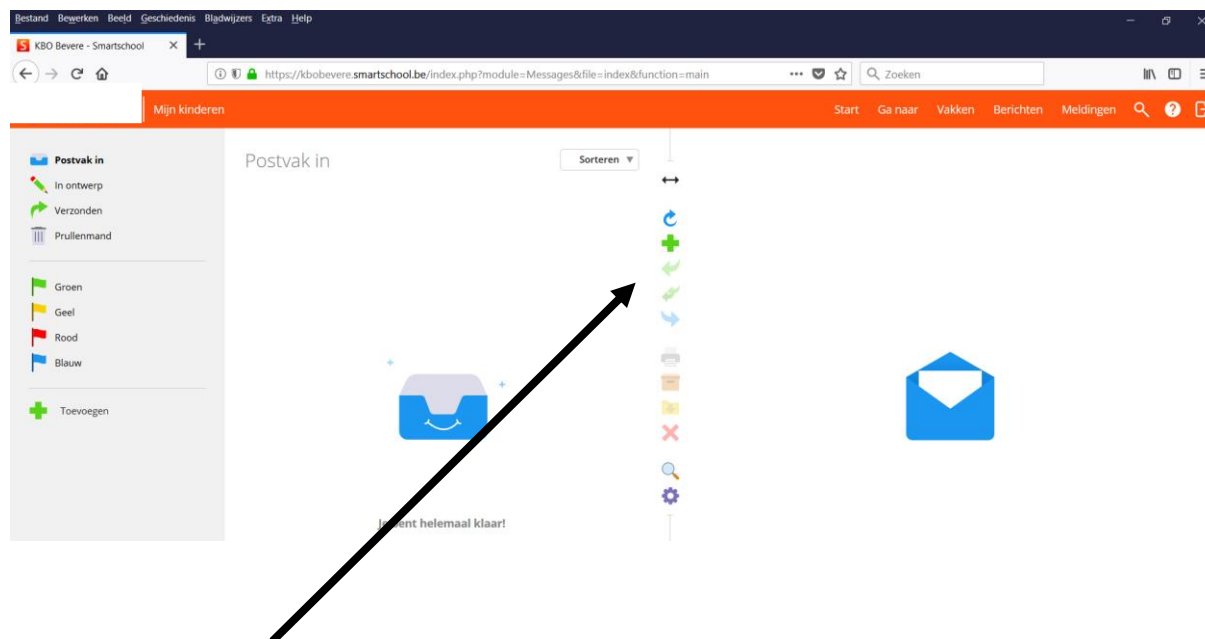 Bestand Bewerken Beeld Geschiedenis Bladwijzers Extra Help
KBO Bevere - Smartschool
https://kbobevere.smartschool.be/index.php?module=Messages&file=index&function=main
Zoeken
Mijn kinderen Start Ga naar Vakken Berichten Meldingen
Postvak in
In ontwerp
Verzonden
Prullenmand
Groen
Geel
Rood
Blauw
Toevoegen
Postvak in Sorteren
Je bent helemaal klaar!